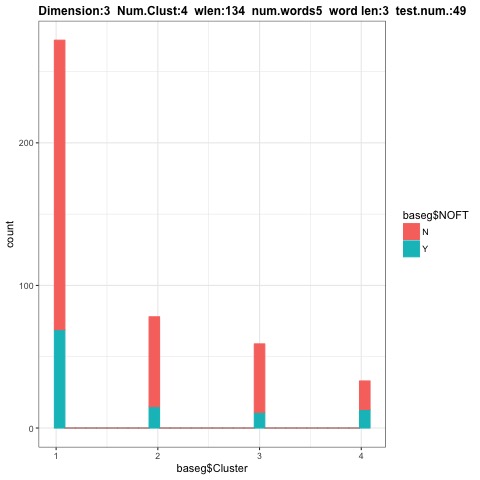 Dimension:3 Num.Clust:4 wlen:134 num.words5 word len:3 test.num.:49
count
200
100
0
1 2 3 4
baseg$Cluster
baseg$NOFT
N
Y